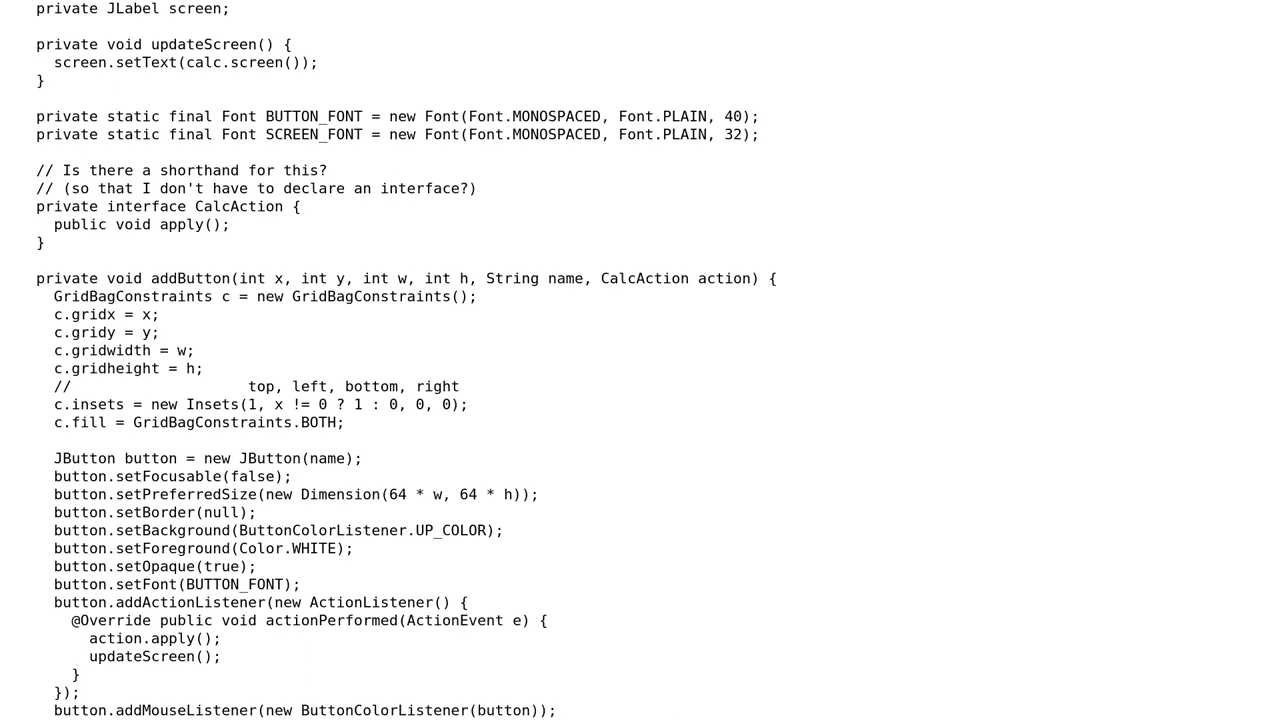 private JLabel screen;

private void updateScreen() {
  screen.setText(calc.screen());
}

private static final Font BUTTON_FONT = new Font(Font.MONOSPACED, Font.PLAIN, 40);
private static final Font SCREEN_FONT = new Font(Font.MONOSPACED, Font.PLAIN, 32);

// Is there a shorthand for this?
// (so that I don't have to declare an interface?)
private interface CalcAction {
  public void apply();
}

private void addButton(int x, int y, int w, int h, String name, CalcAction action) {
  GridBagConstraints c = new GridBagConstraints();
  c.gridx = x;
  c.gridy = y;
  c.gridwidth = w;
  c.gridheight = h;
  //                    top, left, bottom, right
  c.insets = new Insets(1, x != 0 ? 1 : 0, 0, 0);
  c.fill = GridBagConstraints.BOTH;

  JButton button = new JButton(name);
  button.setFocusable(false);
  button.setPreferredSize(new Dimension(64 * w, 64 * h));
  button.setBorder(null);
  button.setBackground(ButtonColorListener.UP_COLOR);
  button.setForeground(Color.WHITE);
  button.setOpaque(true);
  button.setFont(BUTTON_FONT);
  button.addActionListener(new ActionListener() {
    @Override public void actionPerformed(ActionEvent e) {
      action.apply();
      updateScreen();
    }
  });
  button.addMouseListener(new ButtonColorListener(button));